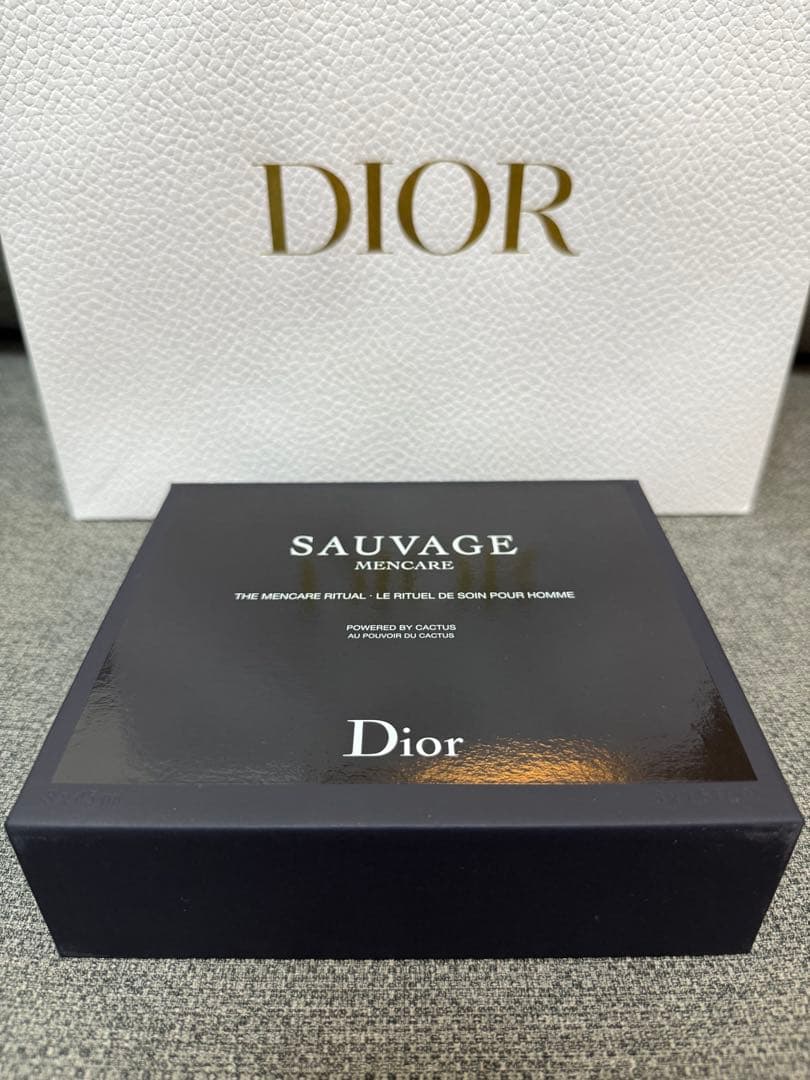 DIOR
SAUVAGE
MENCARE
THE MENCARE RITUAL · LE RITUEL DE SOIN POUR HOMME
POWERED BY CACTUS
AU POUVOIR DU CACTUS
Dior